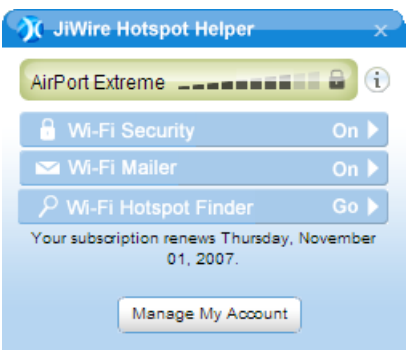 JiWire Hotspot Helper
AirPort Extreme
Wi-Fi Security On
Wi-Fi Mailer On
Wi-Fi Hotspot Finder Go
Your subscription renews Thursday, November
01, 2007.
Manage My Account